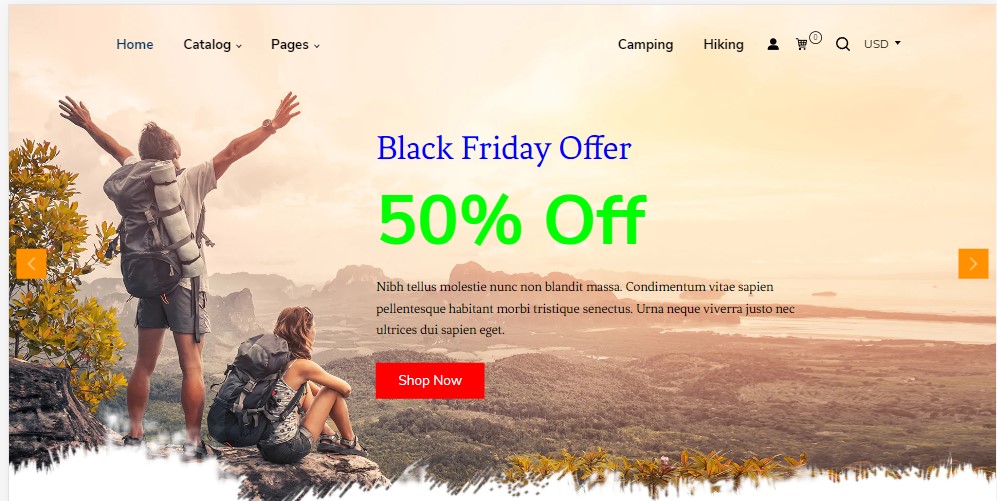 Home Catalog Pages Camping Hiking 0 USD
Black Friday Offer
50% Off
Nibh tellus molestie nunc non blandit massa. Condimentum vitae sapien
pellentesque habitant morbi tristique senectus. Urna neque viverra justo nec
ultrices dui sapien eget.
Shop Now